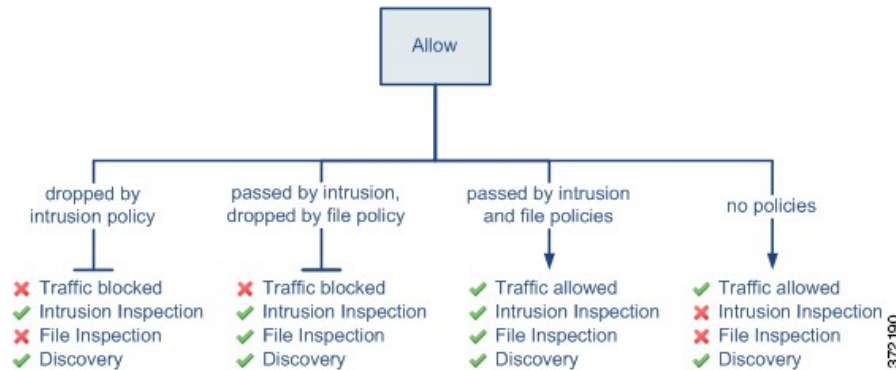 Allow
dropped by
intrusion policy
passed by intrusion,
dropped by file policy
passed by intrusion
and file policies
no policies
Traffic blocked
Intrusion Inspection
File Inspection
Discovery
Traffic blocked
Intrusion Inspection
File Inspection
Discovery
Traffic allowed
Intrusion Inspection
File Inspection
Discovery
Traffic allowed
Intrusion Inspection
File Inspection
Discovery
372190